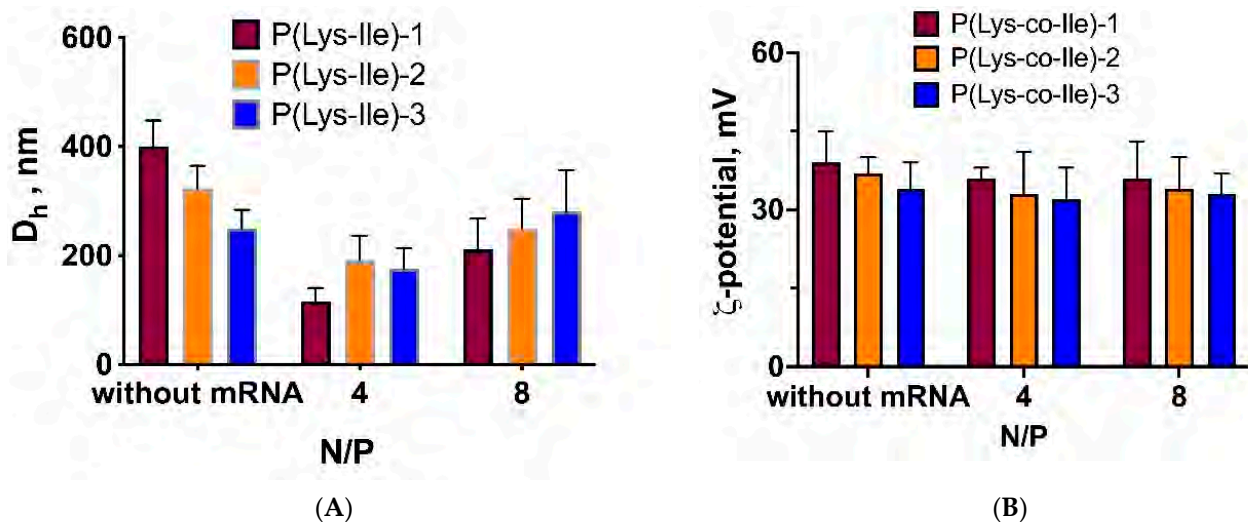 600
400
200
0
D_h , nm
P(Lys-Ile)-1
P(Lys-Ile)-2
P(Lys-Ile)-3
without mRNA 4 8
N/P
(A)
60
30
0
ζ-potential, mV
P(Lys-co-Ile)-1
P(Lys-co-Ile)-2
P(Lys-co-Ile)-3
without mRNA 4 8
N/P
(B)